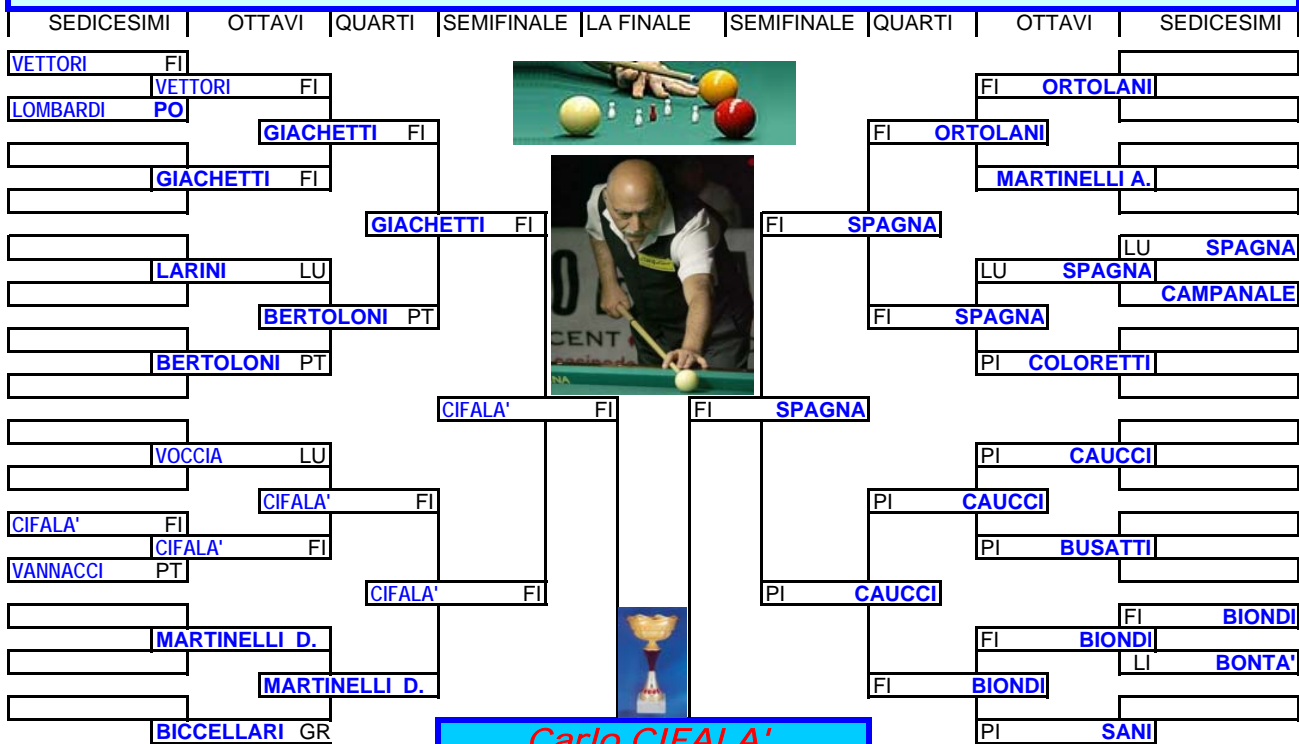 SEDICESIMI OTTAVI QUARTI SEMIFINALE LA FINALE SEMIFINALE QUARTI OTTAVI SEDICESIMI
VETTORI FI
VETTORI FI FI ORTOLANI
LOMBARDI PO
GIACHETTI FI FI ORTOLANI
GIACHETTI FI MARTINELLI A.
GIACHETTI FI FI SPAGNA
LU SPAGNA
LARINI LU LU SPAGNA
CAMPANALE
BERTOLONI PT FI SPAGNA
BERTOLONI PT PI COLORETTI
CIFALA' FI FI SPAGNA
VOCCIA LU PI CAUCCI
CIFALA' FI PI CAUCCI
CIFALA' FI
CIFALA' FI PI BUSATTI
VANNACCI PT
CIFALA' FI PI CAUCCI
FI BIONDI
MARTINELLI D. FI BIONDI
LI BONTA'
MARTINELLI D. FI BIONDI
BICCELLARI GR PI SANI
Carlo CIFALA'